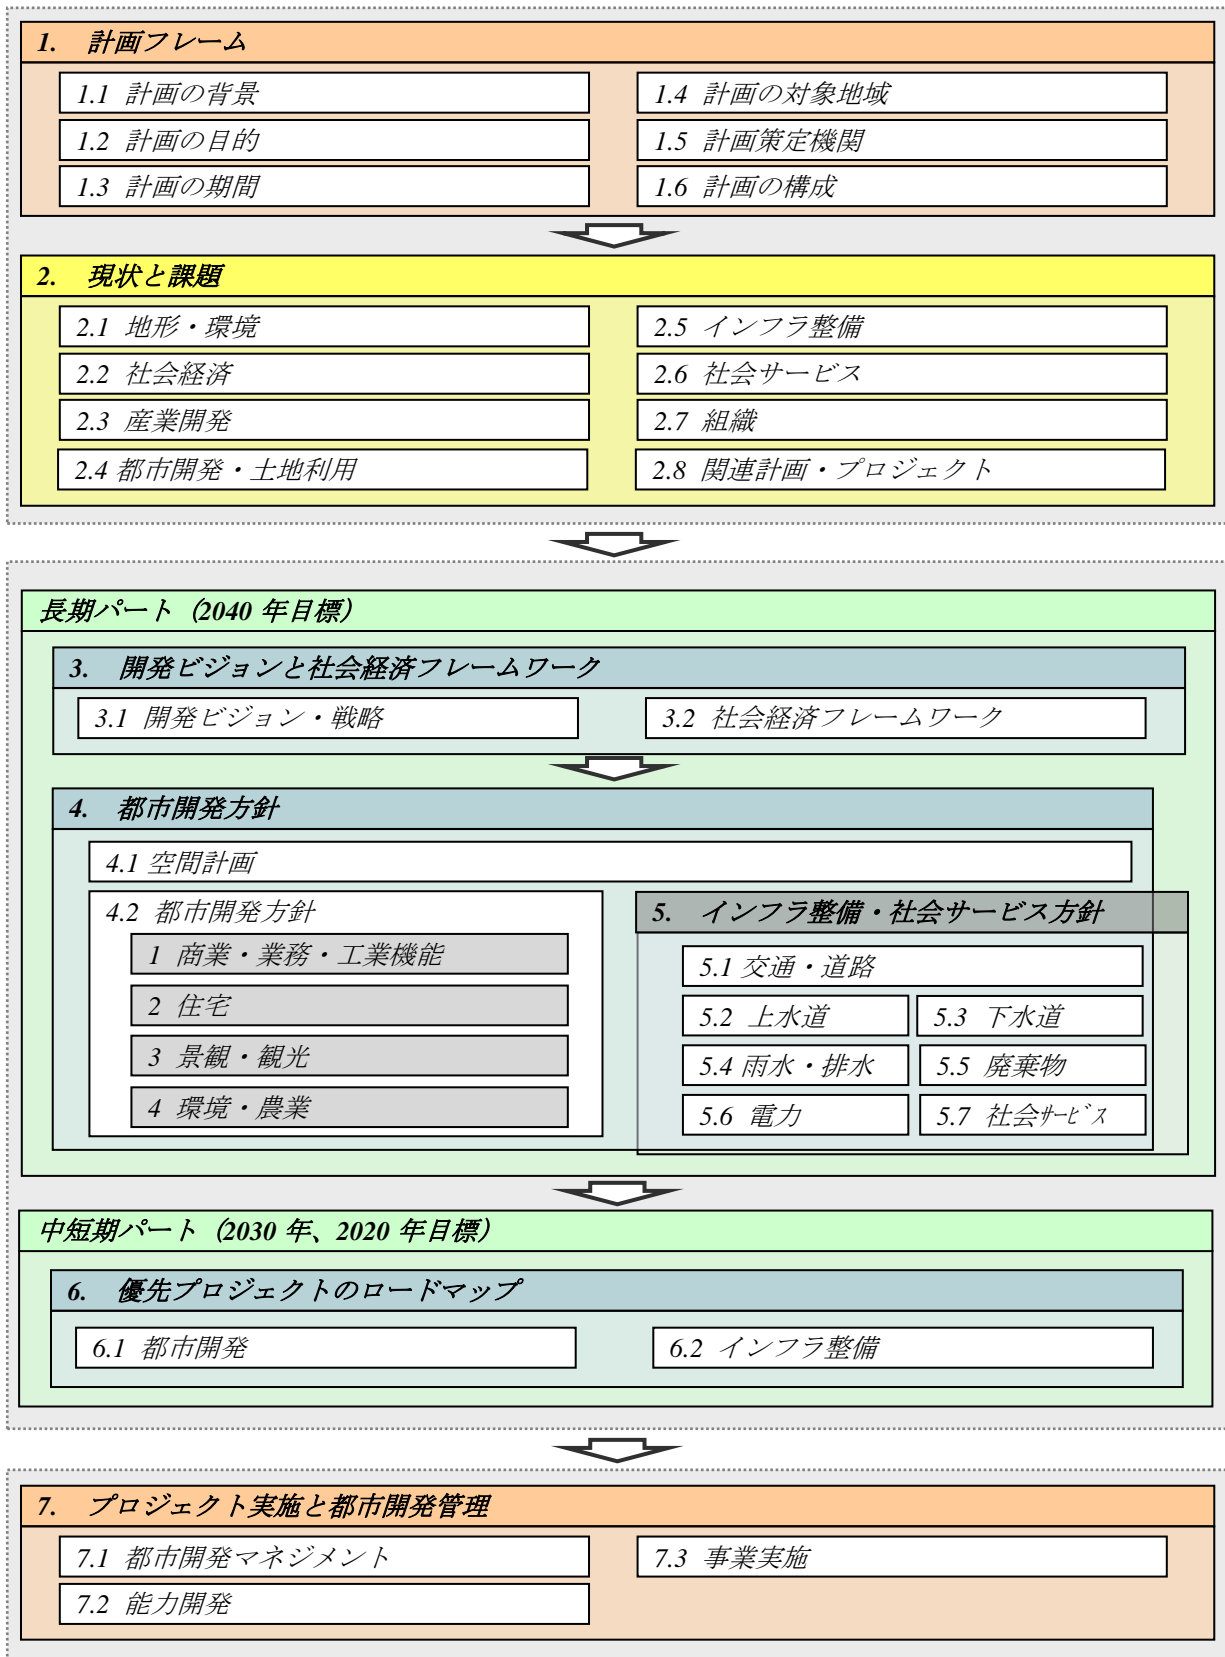 1. 計画フレーム
1.1 計画の背景
1.2 計画の目的
1.3 計画の期間
1.4 計画の対象地域
1.5 計画策定機関
1.6 計画の構成
2. 現状と課題
2.1 地形・環境
2.2 社会経済
2.3 産業開発
2.4 都市開発・土地利用
2.5 インフラ整備
2.6 社会サービス
2.7 組織
2.8 関連計画・プロジェクト
長期パート（2040 年目標）
3. 開発ビジョンと社会経済フレームワーク
3.1 開発ビジョン・戦略
3.2 社会経済フレームワーク
4. 都市開発方針
4.1 空間計画
4.2 都市開発方針
1 商業・業務・工業機能
2 住宅
3 景観・観光
4 環境・農業
5. インフラ整備・社会サービス方針
5.1 交通・道路
5.2 上水道
5.3 下水道
5.4 雨水・排水
5.5 廃棄物
5.6 電力
5.7 社会ｻｰﾋﾞｽ
中短期パート（2030 年、2020 年目標）
6. 優先プロジェクトのロードマップ
6.1 都市開発
6.2 インフラ整備
7. プロジェクト実施と都市開発管理
7.1 都市開発マネジメント
7.2 能力開発
7.3 事業実施